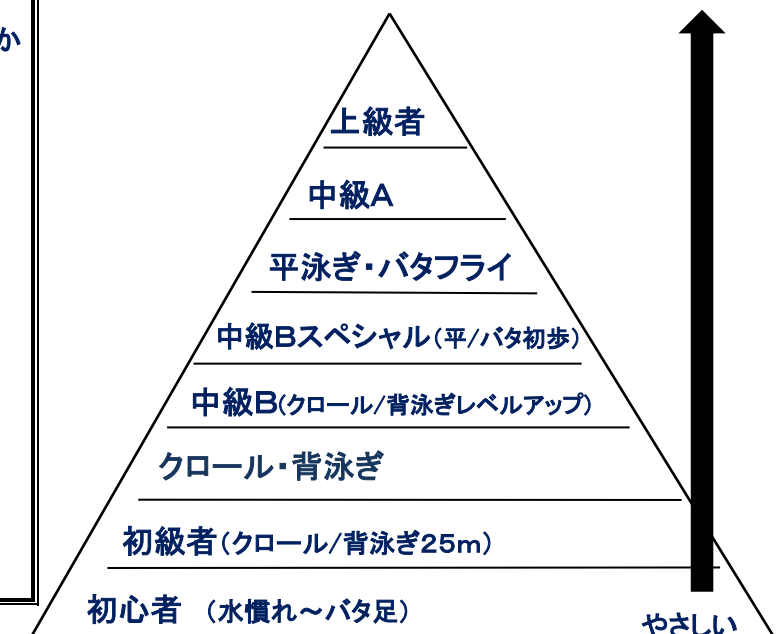 か
上級者
中級A
平泳ぎ・バタフライ
中級Bスペシャル(平/バタ初歩)
中級B(クロール/背泳ぎレベルアップ)
クロール・背泳ぎ
初級者(クロール/背泳ぎ25m)
初心者 (水慣れ～バタ足)
やさしい